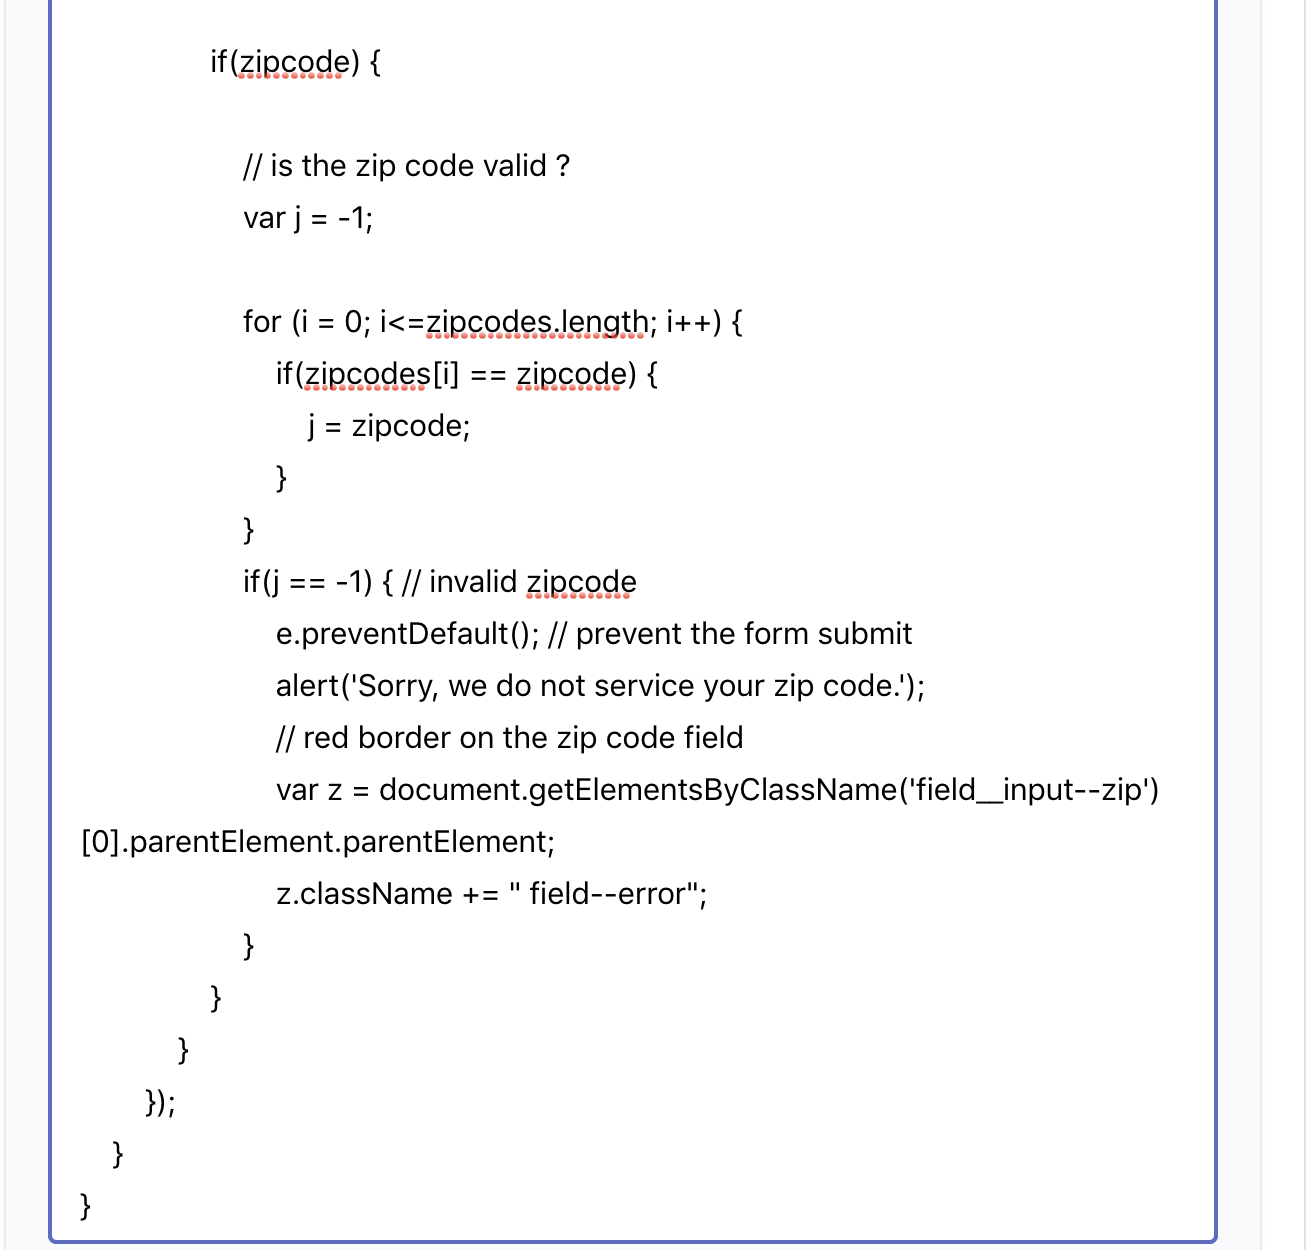 if(zipcode) {
// is the zip code valid ?
var j = -1;
for (i = 0; i<=zipcodes.length; i++) {
if(zipcodes[i] == zipcode) {
j = zipcode;
}
}
if(j == -1) { // invalid zipcode
e.preventDefault(); // prevent the form submit
alert('Sorry, we do not service your zip code.');
// red border on the zip code field
var z = document.getElementsByClassName('field__input--zip')
[0].parentElement.parentElement;
z.className += " field--error";
}
}
}
});
}
}